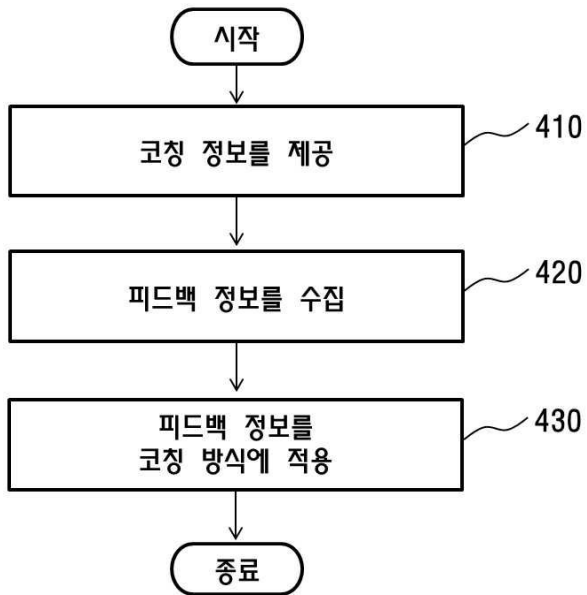 시작
코칭 정보를 제공
410
피드백 정보를 수집
420
피드백 정보를
코칭 방식에 적용
430
종료